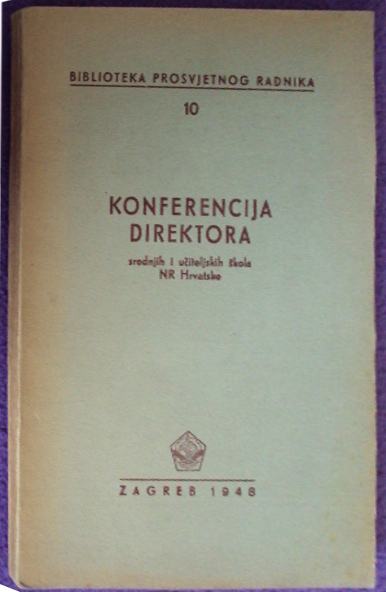 BIBLIOTEKA PROSVJETNOG RADNIKA
10
KONFERENCIJA
DIREKTORA
srednjih i učiteljskih škola
NR Hrvatske
ZAGREB 1948